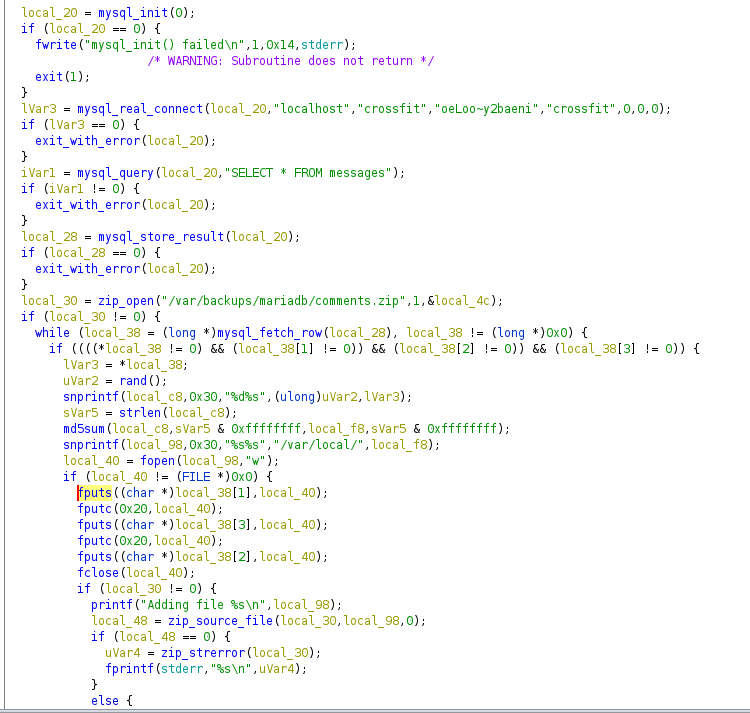 local_20 = mysql_init(0);
if (local_20 == 0) {
fwrite("mysql_init() failed\n",1,0x14,stderr);
/* WARNING: Subroutine does not return */
exit(1);
}
lVar3 = mysql_real_connect(local_20,"localhost","crossfit","oeLoo~y2baeni","crossfit",0,0,0);
if (lVar3 == 0) {
exit_with_error(local_20);
}
iVar1 = mysql_query(local_20,"SELECT * FROM messages");
if (iVar1 != 0) {
exit_with_error(local_20);
}
local_28 = mysql_store_result(local_20);
if (local_28 == 0) {
exit_with_error(local_20);
}
local_30 = zip_open("/var/backups/mariadb/comments.zip",1,&local_4c);
if (local_30 != 0) {
while (local_38 = (long *)mysql_fetch_row(local_28), local_38 != (long *)0x0) {
if ((((*local_38 != 0) && (local_38[1] != 0)) && (local_38[2] != 0)) && (local_38[3] != 0)) {
lVar3 = *local_38;
uVar2 = rand();
snprintf(local_c8,0x30,"%d%s",(ulong)uVar2,lVar3);
sVar5 = strlen(local_c8);
md5sum(local_c8,sVar5 & 0xffffffff,local_f8,sVar5 & 0xffffffff);
snprintf(local_98,0x30,"%s%s","/var/local/",local_f8);
local_40 = fopen(local_98,"w");
if (local_40 != (FILE *)0x0) {
fputs((char *)local_38[1],local_40);
fputc(0x20,local_40);
fputs((char *)local_38[3],local_40);
fputc(0x20,local_40);
fputs((char *)local_38[2],local_40);
fclose(local_40);
if (local_30 != 0) {
printf("Adding file %s\n",local_98);
local_48 = zip_source_file(local_30,local_98,0);
if (local_48 == 0) {
uVar4 = zip_strerror(local_30);
fprintf(stderr,"%s\n",uVar4);
}
else {